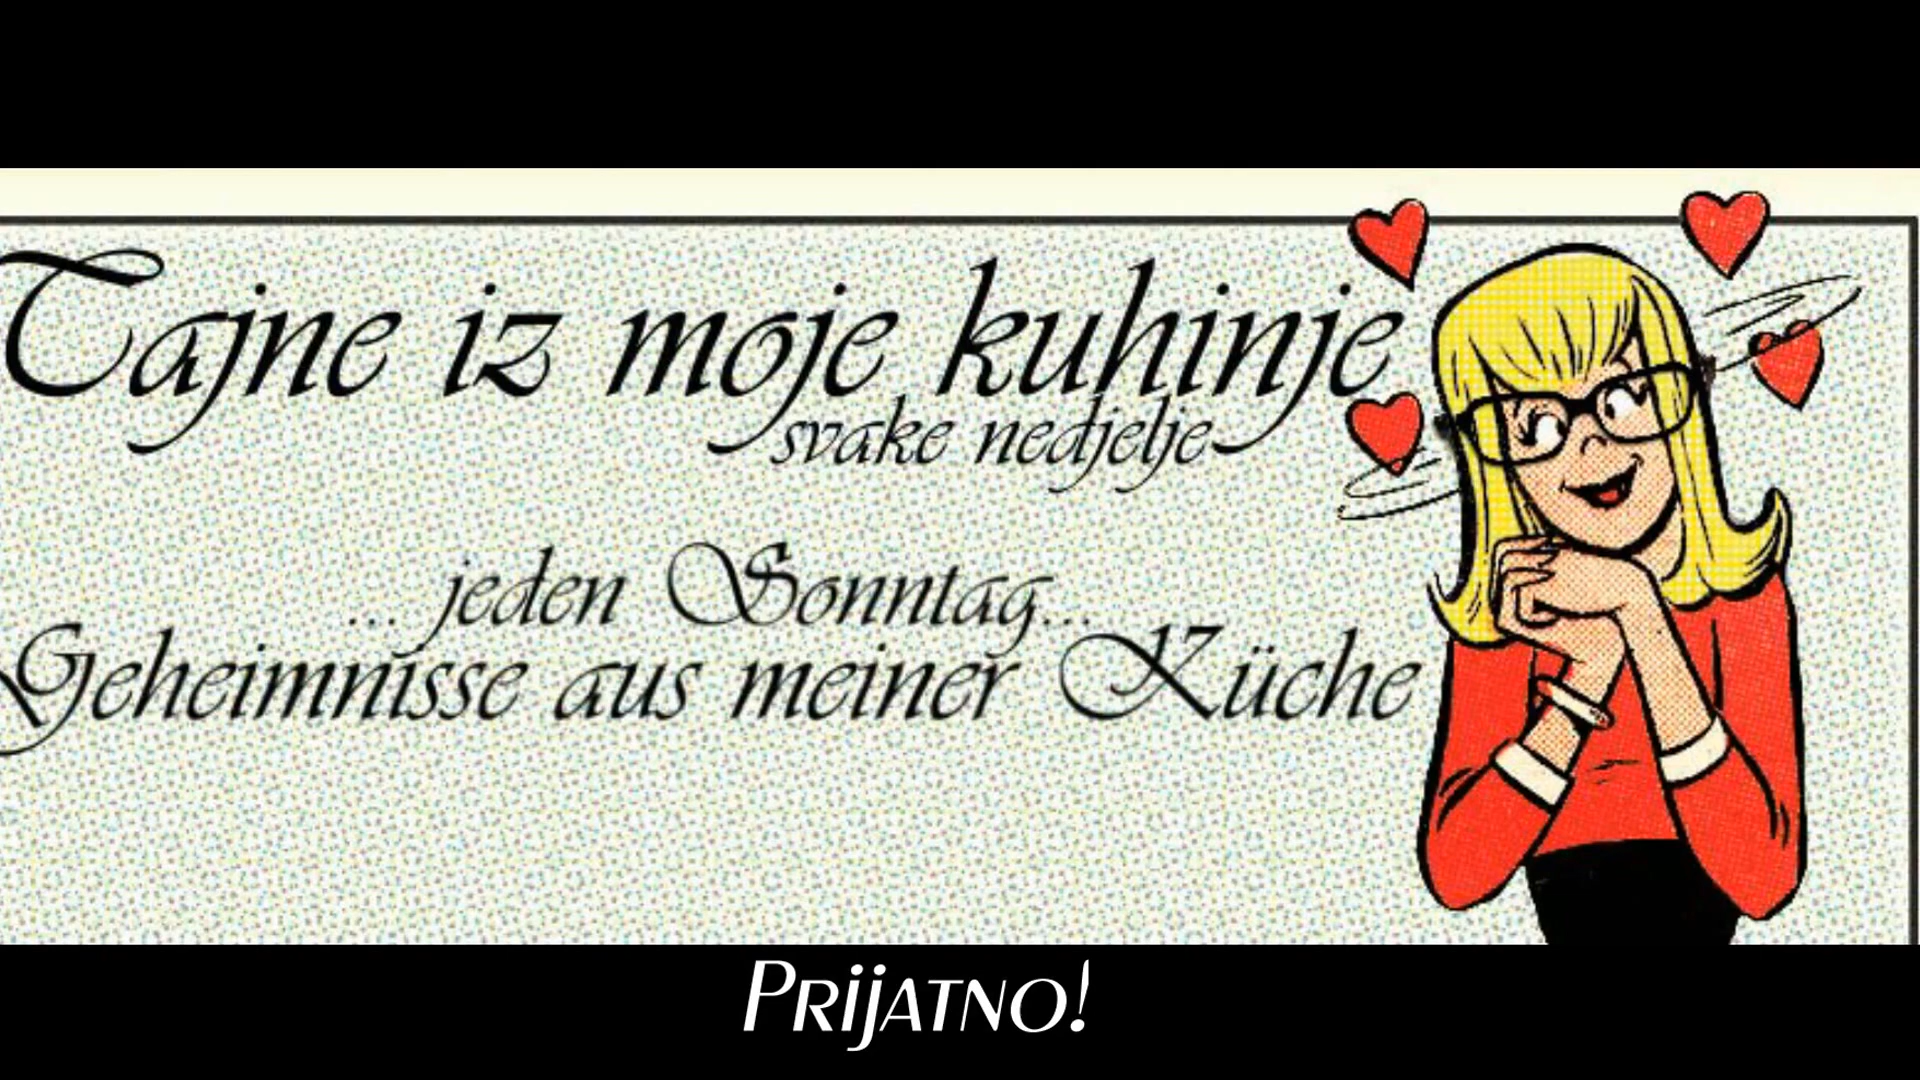 Tajne iz moje kuhinje
svake nedjelje
... jeden Sonntag...
Geheimnisse aus meiner Küche
PRIJATNO!